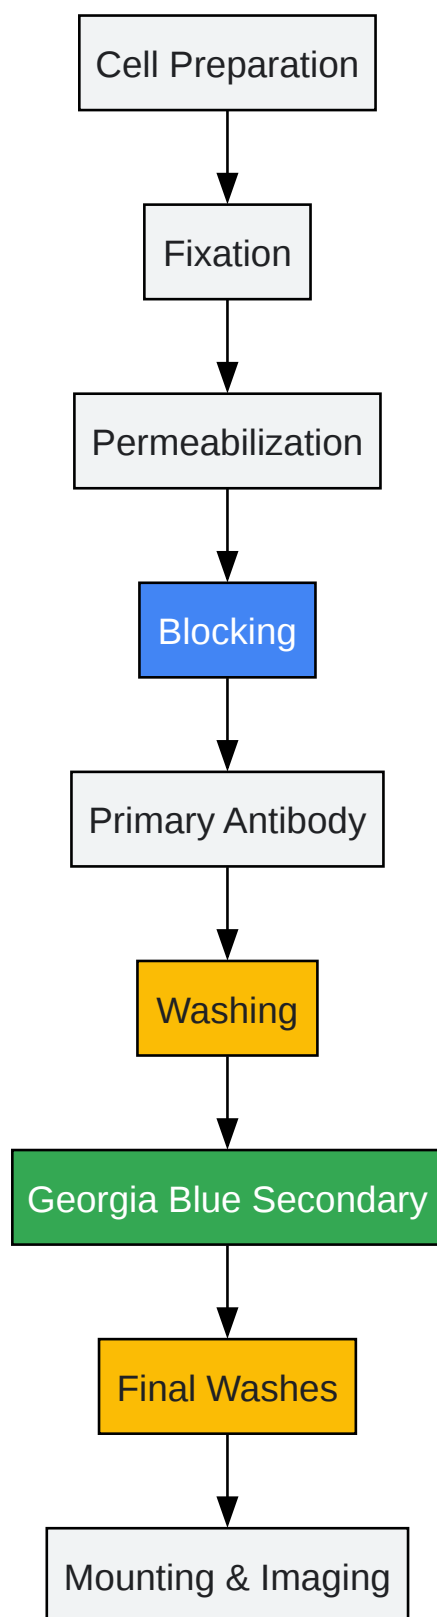 Cell Preparation
Fixation
Permeabilization
Blocking
Primary Antibody
Washing
Georgia Blue Secondary
Final Washes
Mounting & Imaging